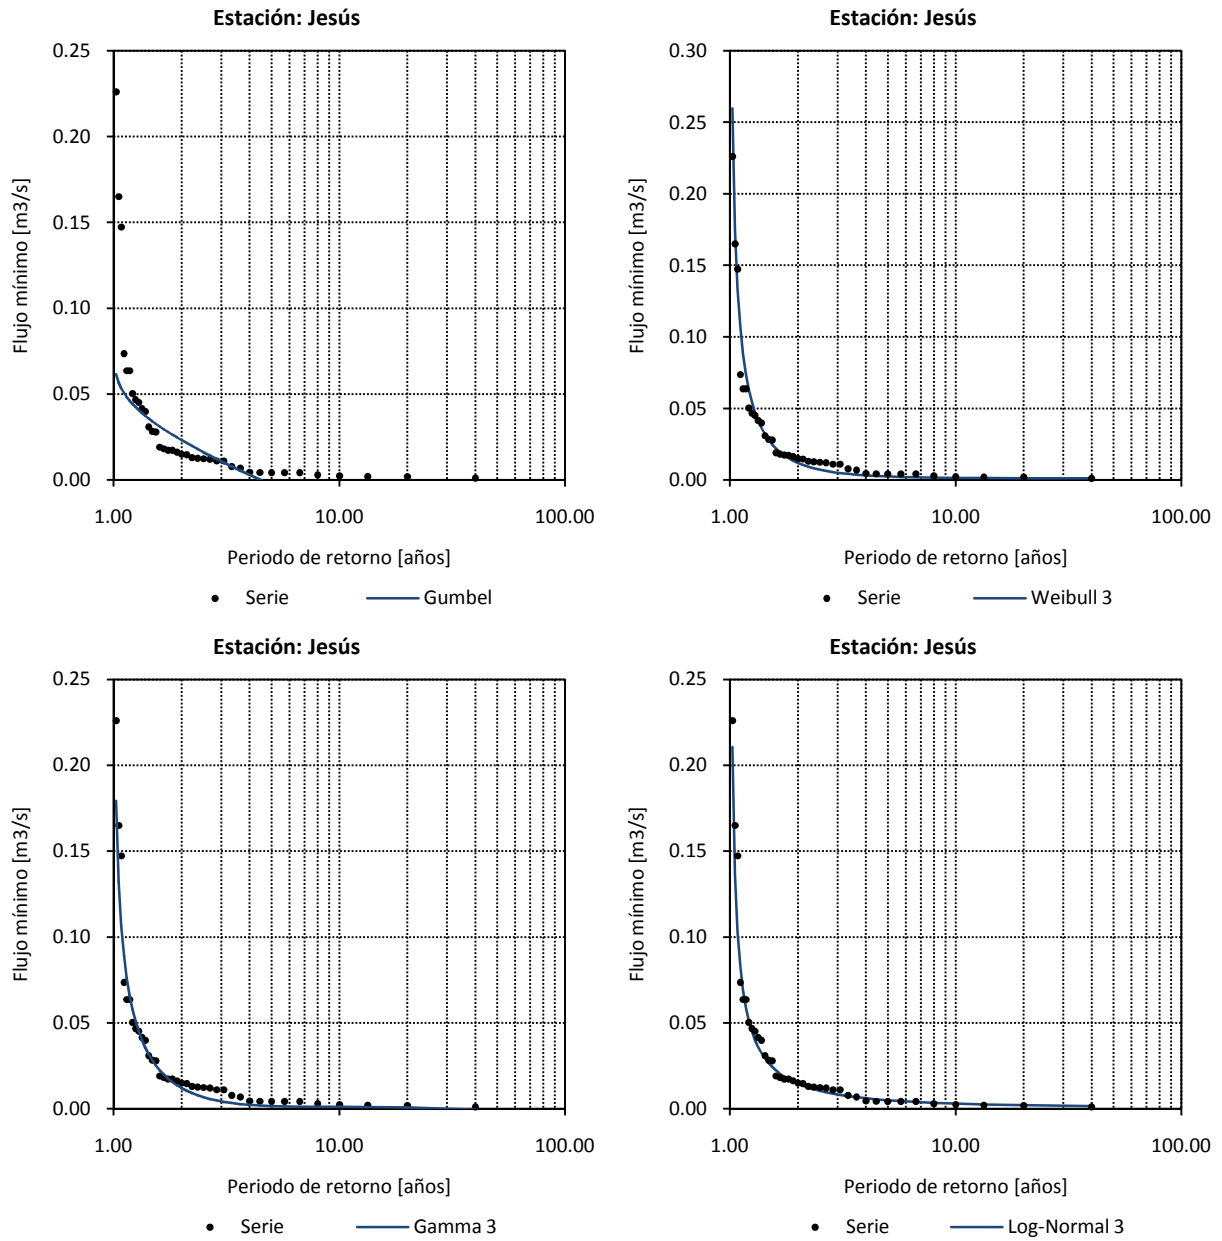 Estación: Jesús
0.25
0.20
0.15
0.10
0.05
0.00
Flujo mínimo [m3/s]
1.00 10.00 100.00
Periodo de retorno [años]
Serie Gumbel
Estación: Jesús
0.30
0.25
0.20
0.15
0.10
0.05
0.00
Flujo mínimo [m3/s]
1.00 10.00 100.00
Periodo de retorno [años]
Serie Weibull 3
Estación: Jesús
0.25
0.20
0.15
0.10
0.05
0.00
Flujo mínimo [m3/s]
1.00 10.00 100.00
Periodo de retorno [años]
Serie Gamma 3
Estación: Jesús
0.25
0.20
0.15
0.10
0.05
0.00
Flujo mínimo [m3/s]
1.00 10.00 100.00
Periodo de retorno [años]
Serie Log-Normal 3